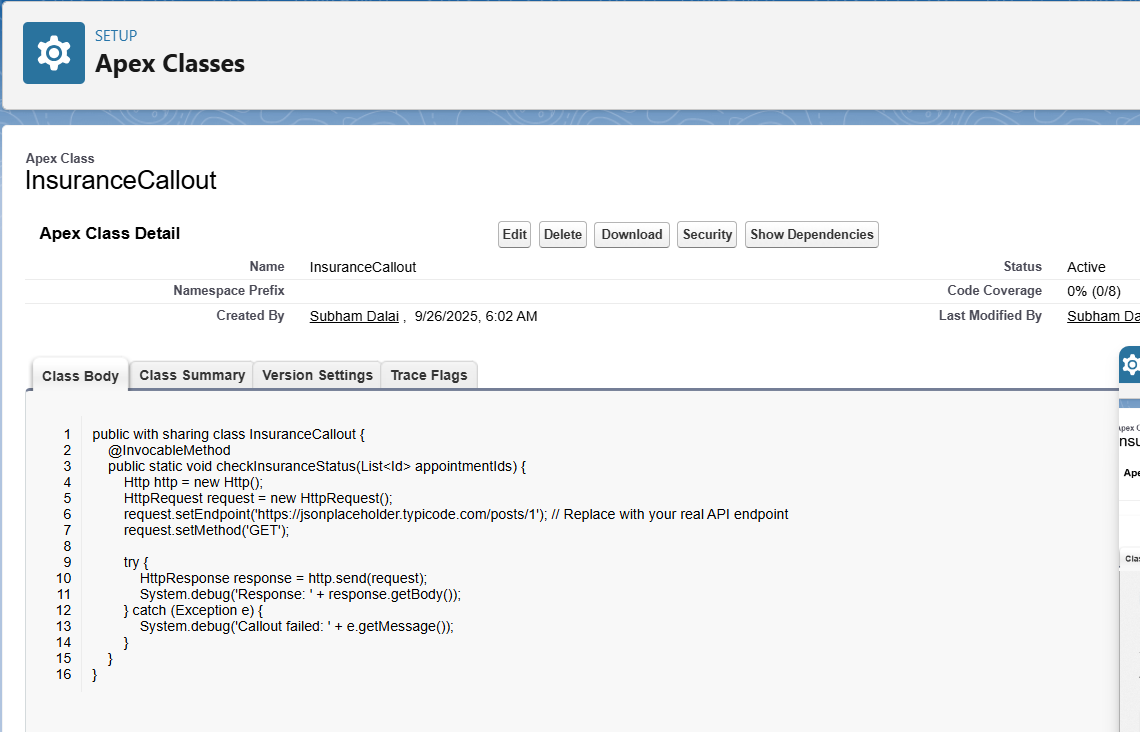 SETUP
Apex Classes
Apex Class
InsuranceCallout
Apex Class Detail
Edit Delete Download Security Show Dependencies
Name InsuranceCallout Status Active
Namespace Prefix Code Coverage 0% (0/8)
Created By Subham Dalai , 9/26/2025, 6:02 AM Last Modified By Subham Da
Class Body Class Summary Version Settings Trace Flags
1 public with sharing class InsuranceCallout {
2 @InvocableMethod
3 public static void checkInsuranceStatus(List<Id> appointmentIds) {
4 Http http = new Http();
5 HttpRequest request = new HttpRequest();
6 request.setEndpoint('https://jsonplaceholder.typicode.com/posts/1'); // Replace with your real API endpoint
7 request.setMethod('GET');
8
9 try {
10 HttpResponse response = http.send(request);
11 System.debug('Response: ' + response.getBody());
12 } catch (Exception e) {
13 System.debug('Callout failed: ' + e.getMessage());
14 }
15 }
16 }